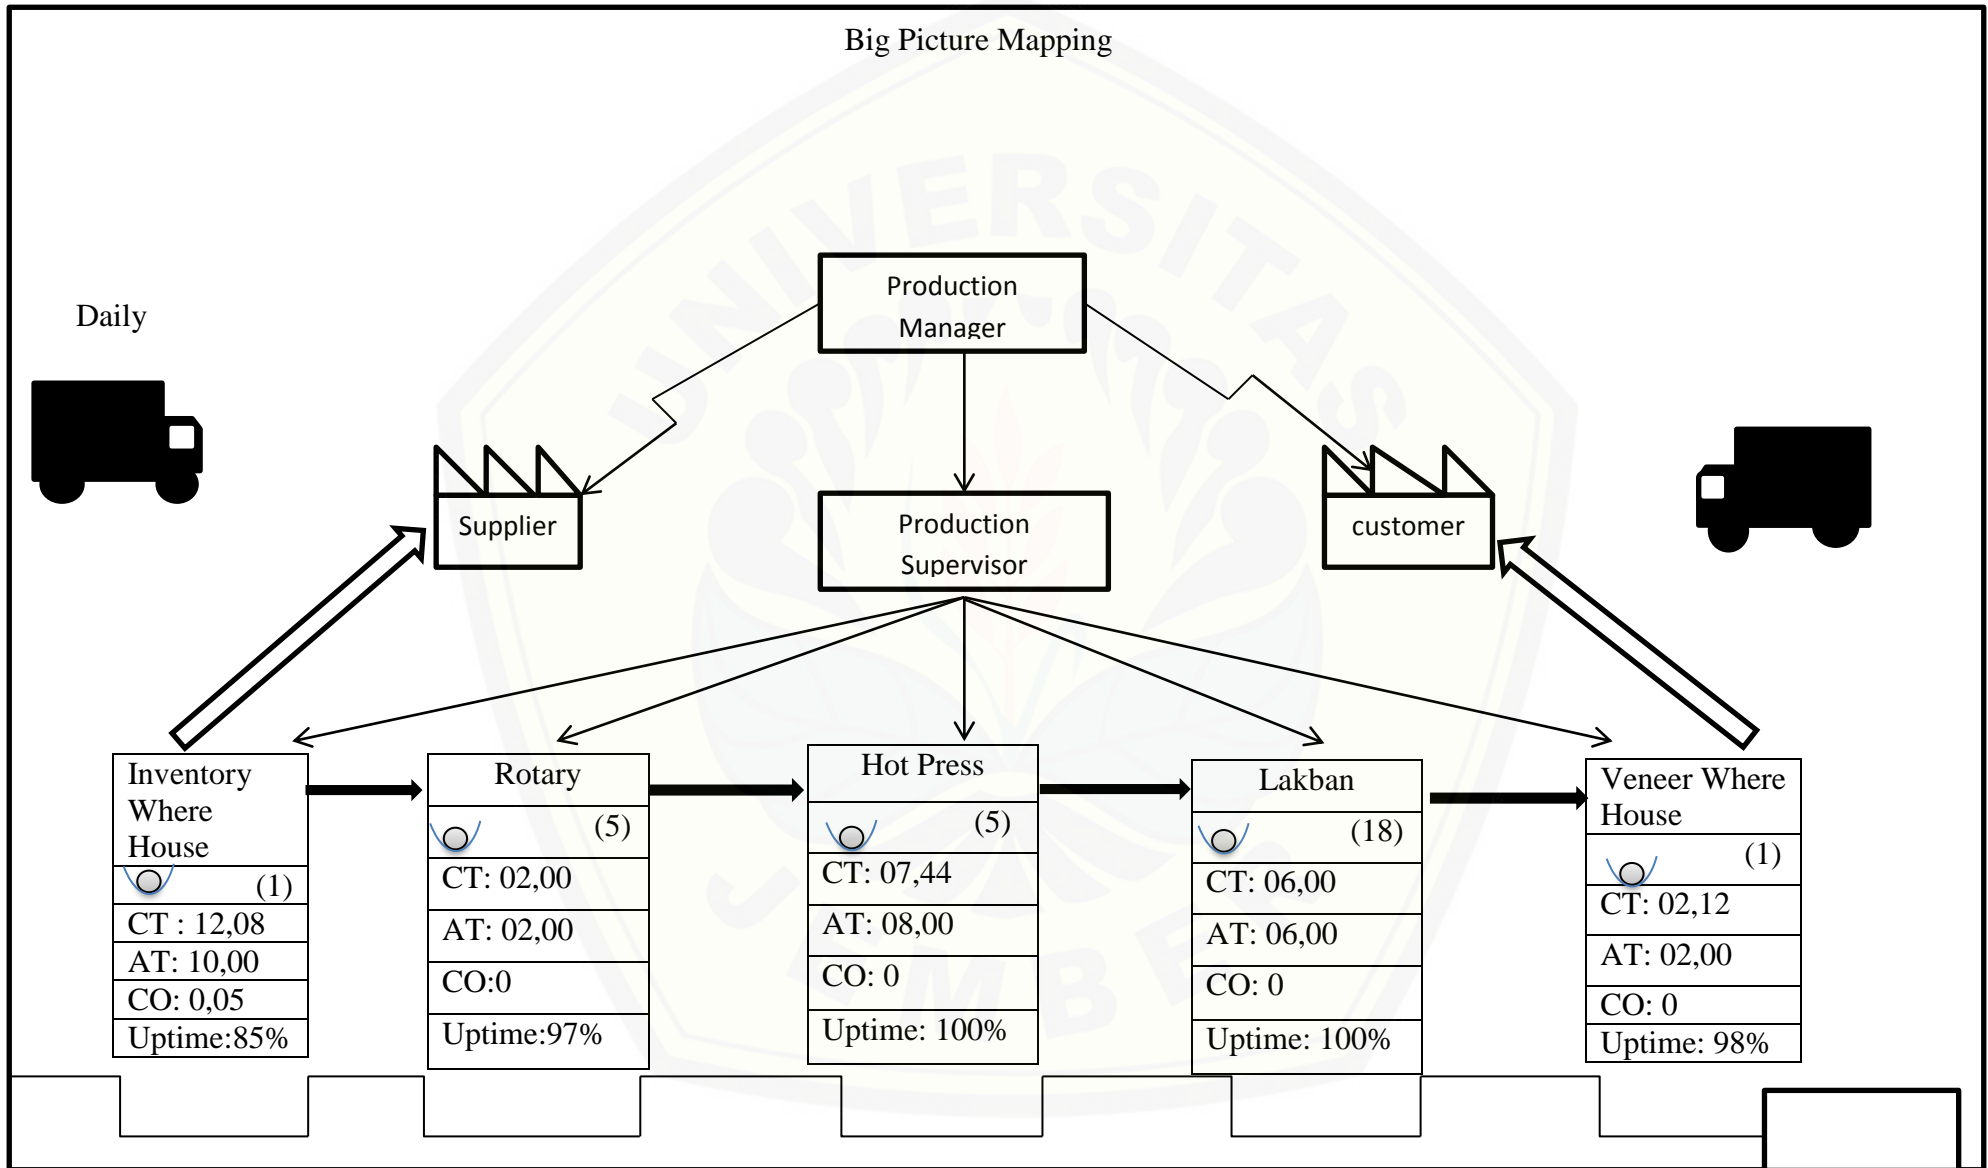 Big Picture Mapping
UNIVERSITAS
JEMBER
Daily
Production
Manager
Supplier
Production
Supervisor
customer
Inventory
Where
House
(1)
CT : 12,08
AT: 10,00
CO: 0,05
Uptime:85%
Rotary
(5)
CT: 02,00
AT: 02,00
CO:0
Uptime:97%
Hot Press
(5)
CT: 07,44
AT: 08,00
CO: 0
Uptime: 100%
Lakban
(18)
CT: 06,00
AT: 06,00
CO: 0
Uptime: 100%
Veneer Where
House
(1)
CT: 02,12
AT: 02,00
CO: 0
Uptime: 98%